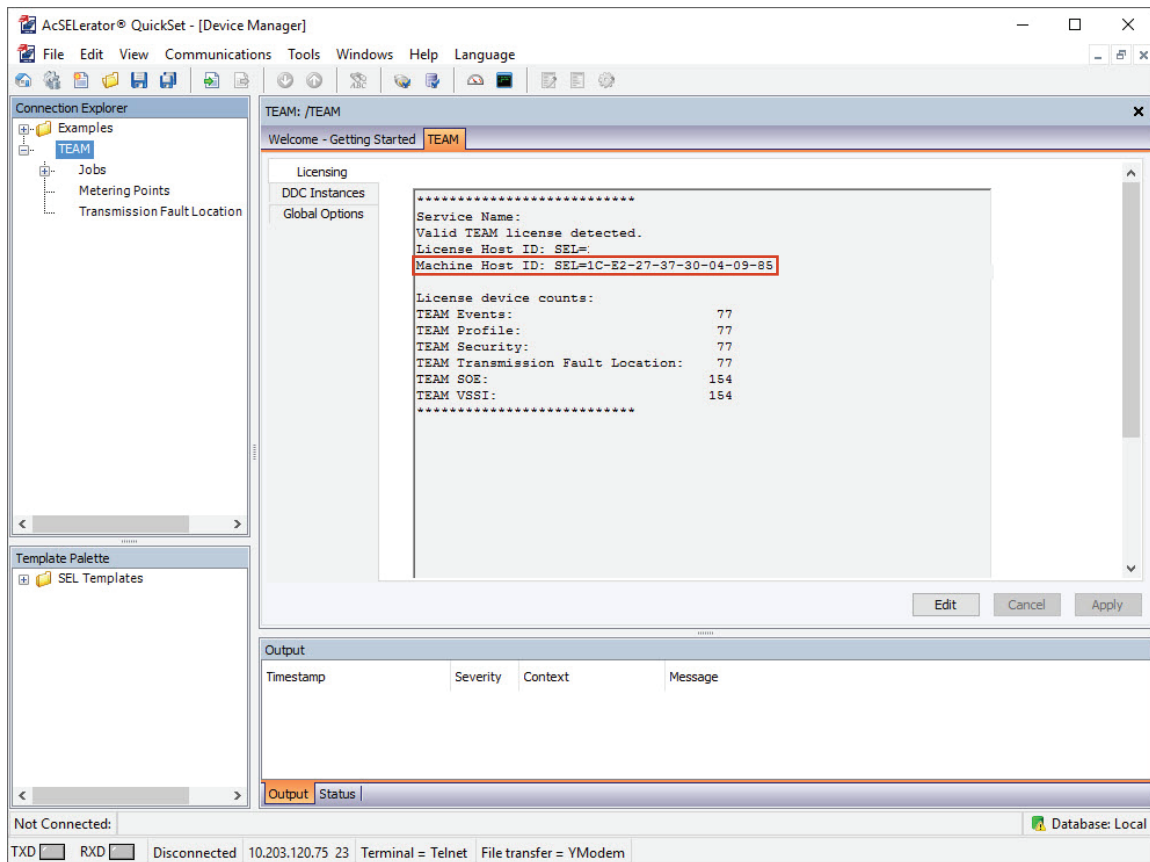 AcSELerator® QuickSet - [Device Manager]
File Edit View Communications Tools Windows Help Language
Connection Explorer
Examples
TEAM
Jobs
Metering Points
Transmission Fault Location
Template Palette
SEL Templates
TEAM: /TEAM
Welcome - Getting Started TEAM
Licensing
DDC Instances
Global Options
***************************
Service Name:
Valid TEAM license detected.
License Host ID: SEL=
Machine Host ID: SEL=1C-E2-27-37-30-04-09-85
License device counts:
TEAM Events: 77
TEAM Profile: 77
TEAM Security: 77
TEAM Transmission Fault Location: 77
TEAM SOE: 154
TEAM VSSI: 154
***************************
Edit Cancel Apply
Output
Timestamp Severity Context Message
Output Status
Not Connected: Database: Local
TXD RXD Disconnected 10.203.120.75 23 Terminal = Telnet File transfer = YModem